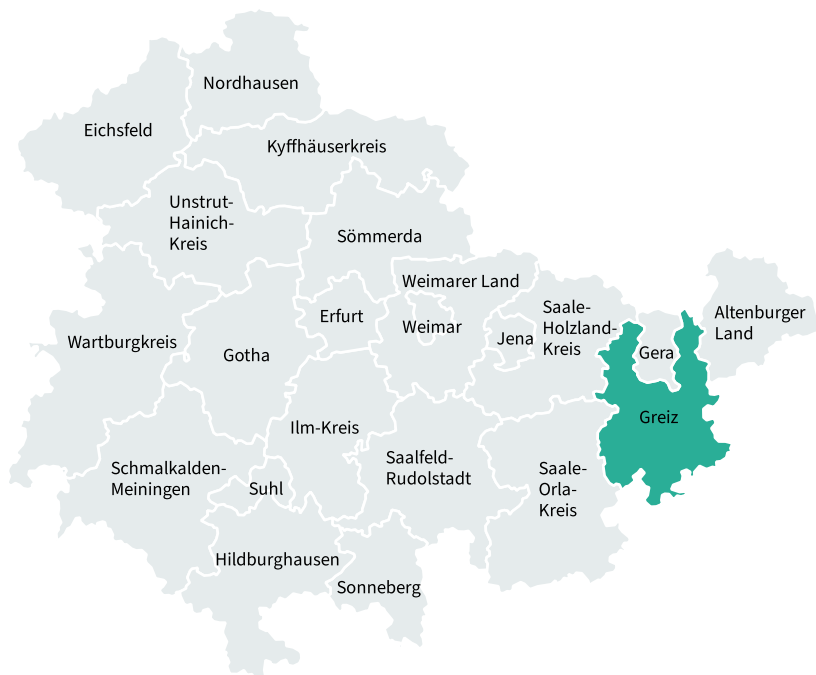 Nordhausen
Eichsfeld
Kyffhäuserkreis
Unstrut-
Hainich-
Kreis
Sömmerda
Weimarer Land
Saale-
Holzland-
Kreis
Altenburger
Land
Erfurt
Weimar
Jena
Wartburgkreis
Gotha
Gera
Greiz
Ilm-Kreis
Saalfeld-
Rudolstadt
Schmalkalden-
Meiningen
Suhl
Saale-
Orla-
Kreis
Hildburghausen
Sonneberg